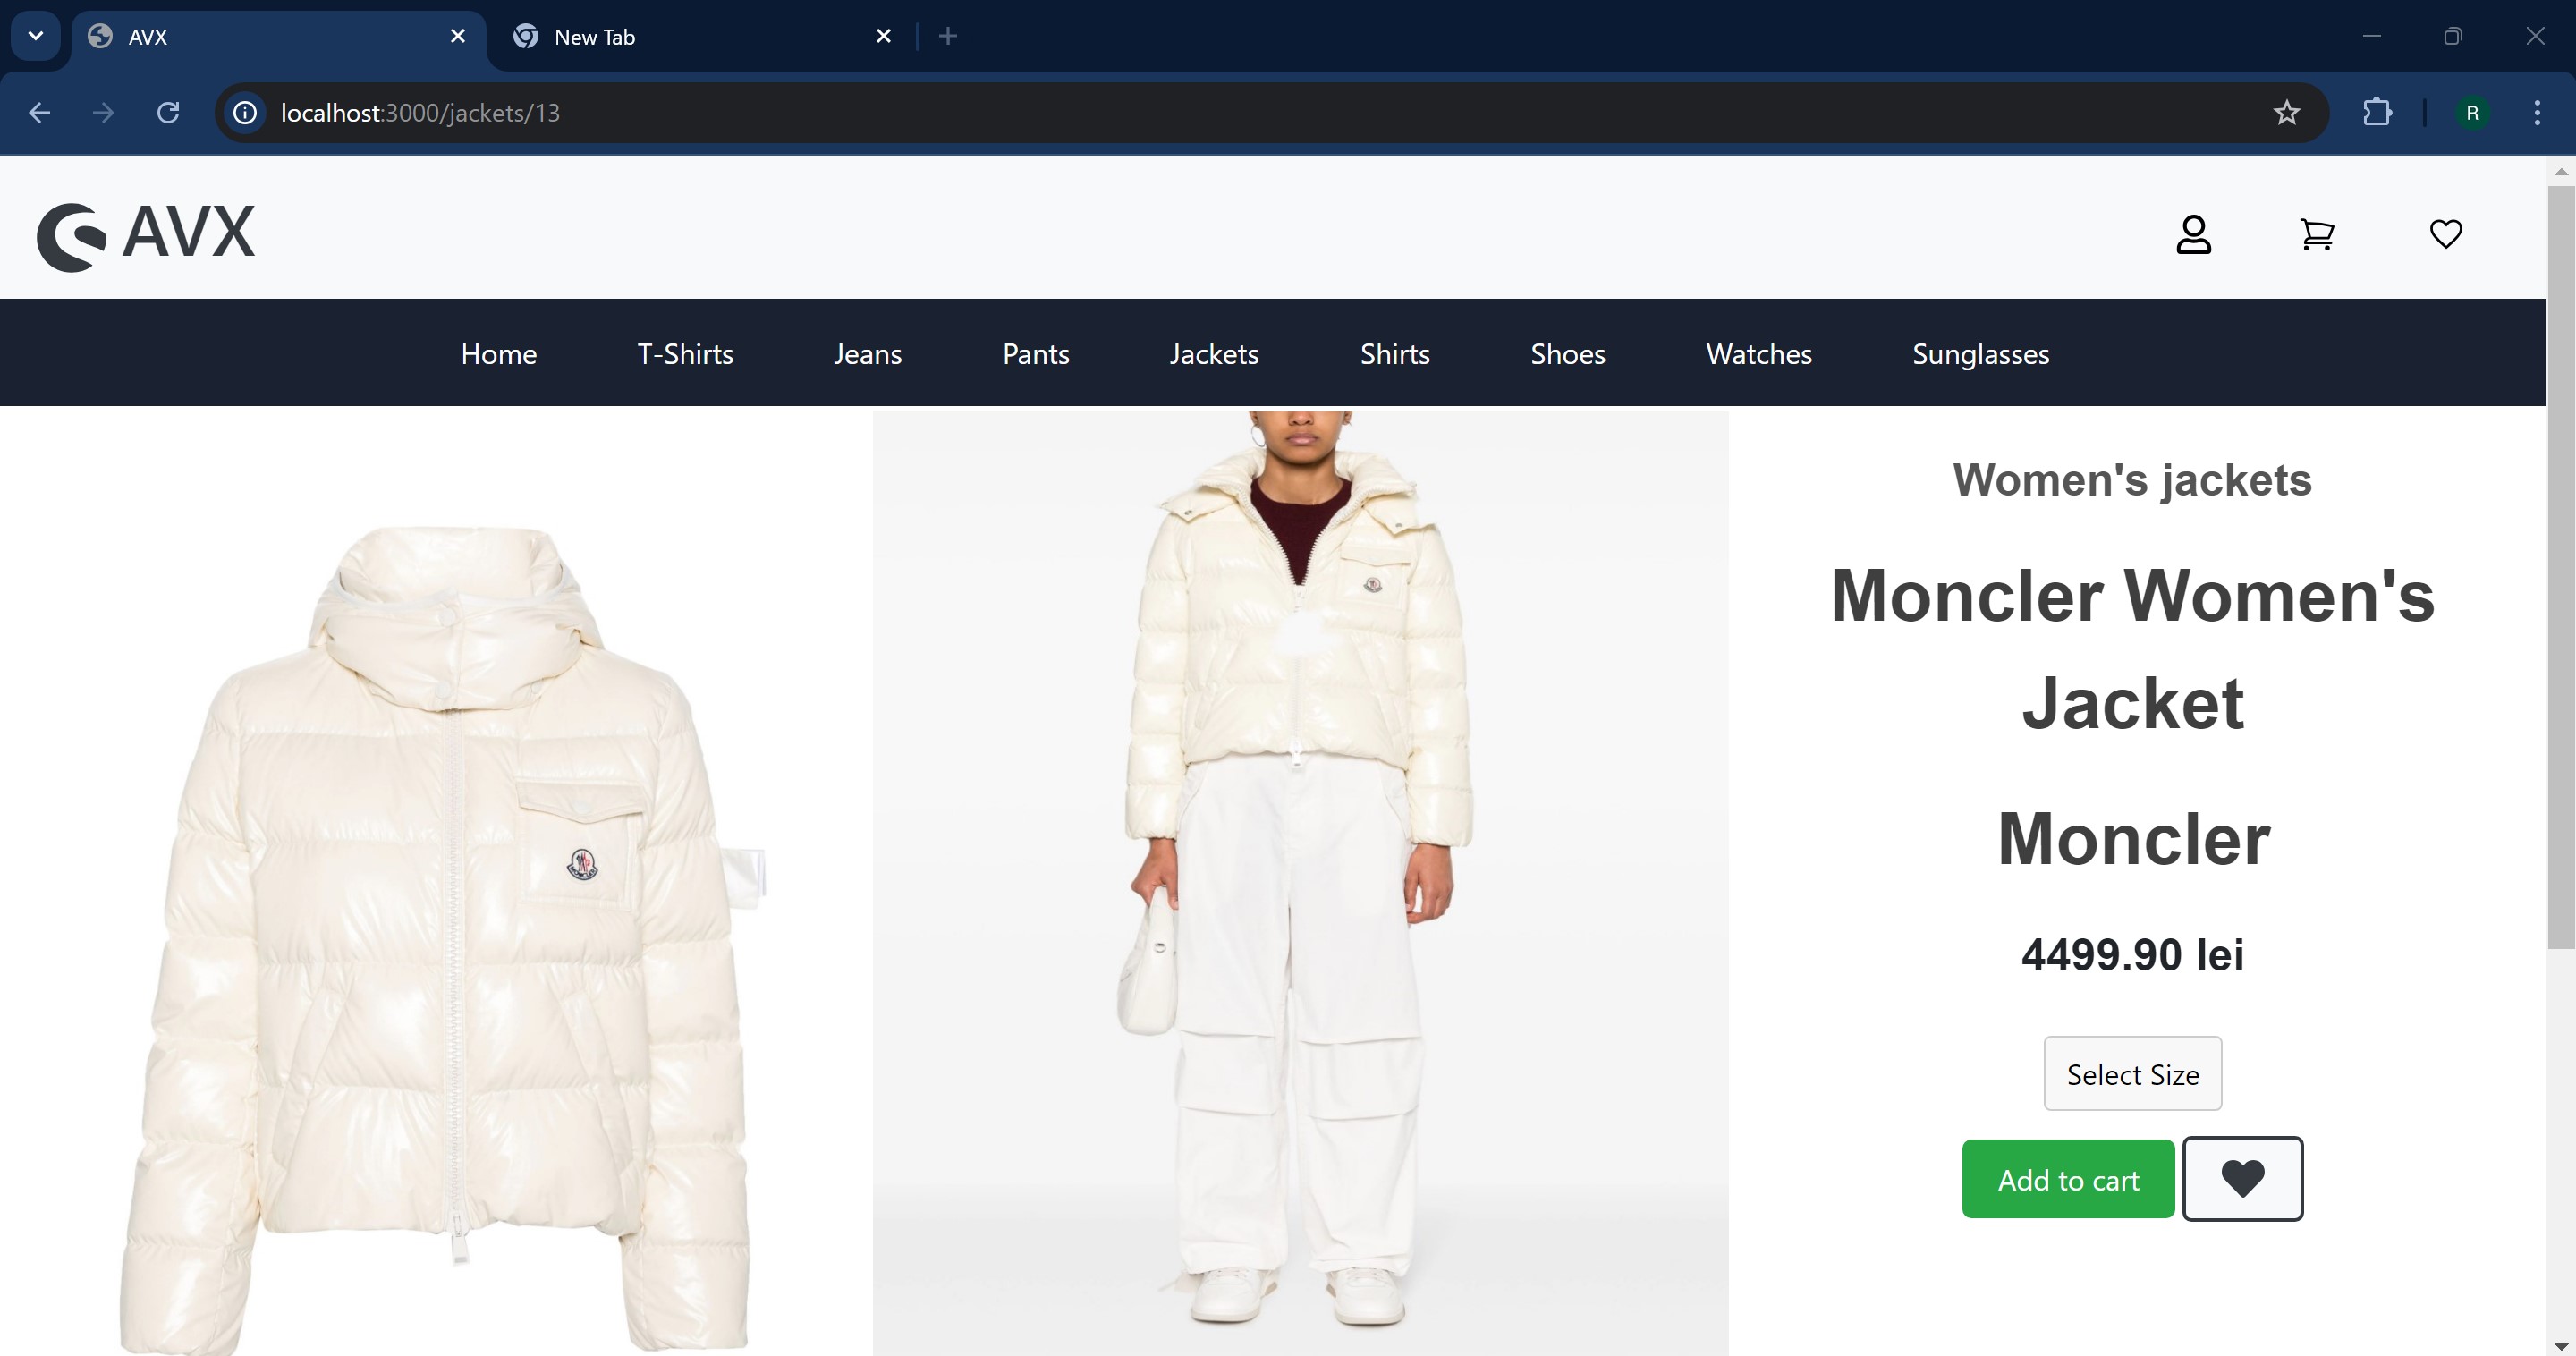 AVX
New Tab
localhost:3000/jackets/13
R
AVX
Home T-Shirts Jeans Pants Jackets Shirts Shoes Watches Sunglasses
Women's jackets
Moncler Women's
Jacket
Moncler
4499.90 lei
Select Size
Add to cart